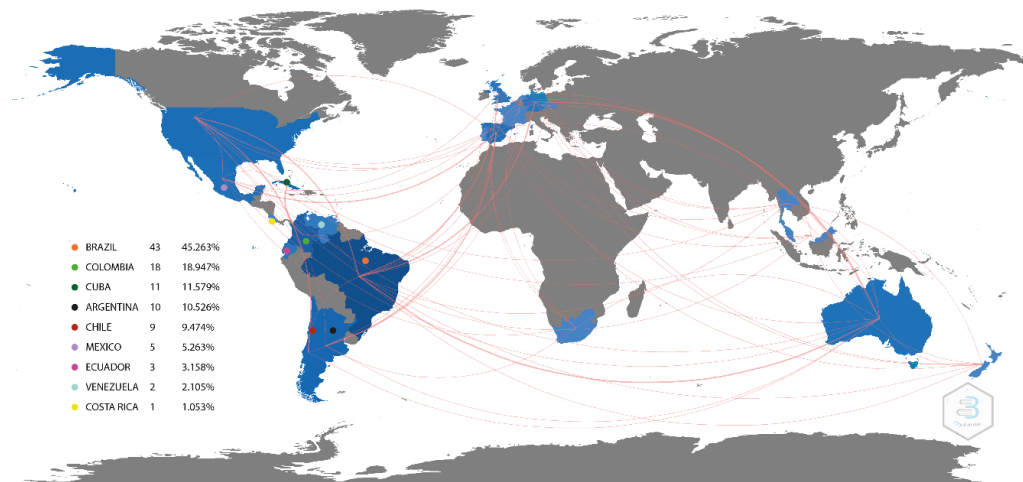 BRAZIL 43 45.263%
COLOMBIA 18 18.947%
CUBA 11 11.579%
ARGENTINA 10 10.526%
CHILE 9 9.474%
MEXICO 5 5.263%
ECUADOR 3 3.158%
VENEZUELA 2 2.105%
COSTA RICA 1 1.053%